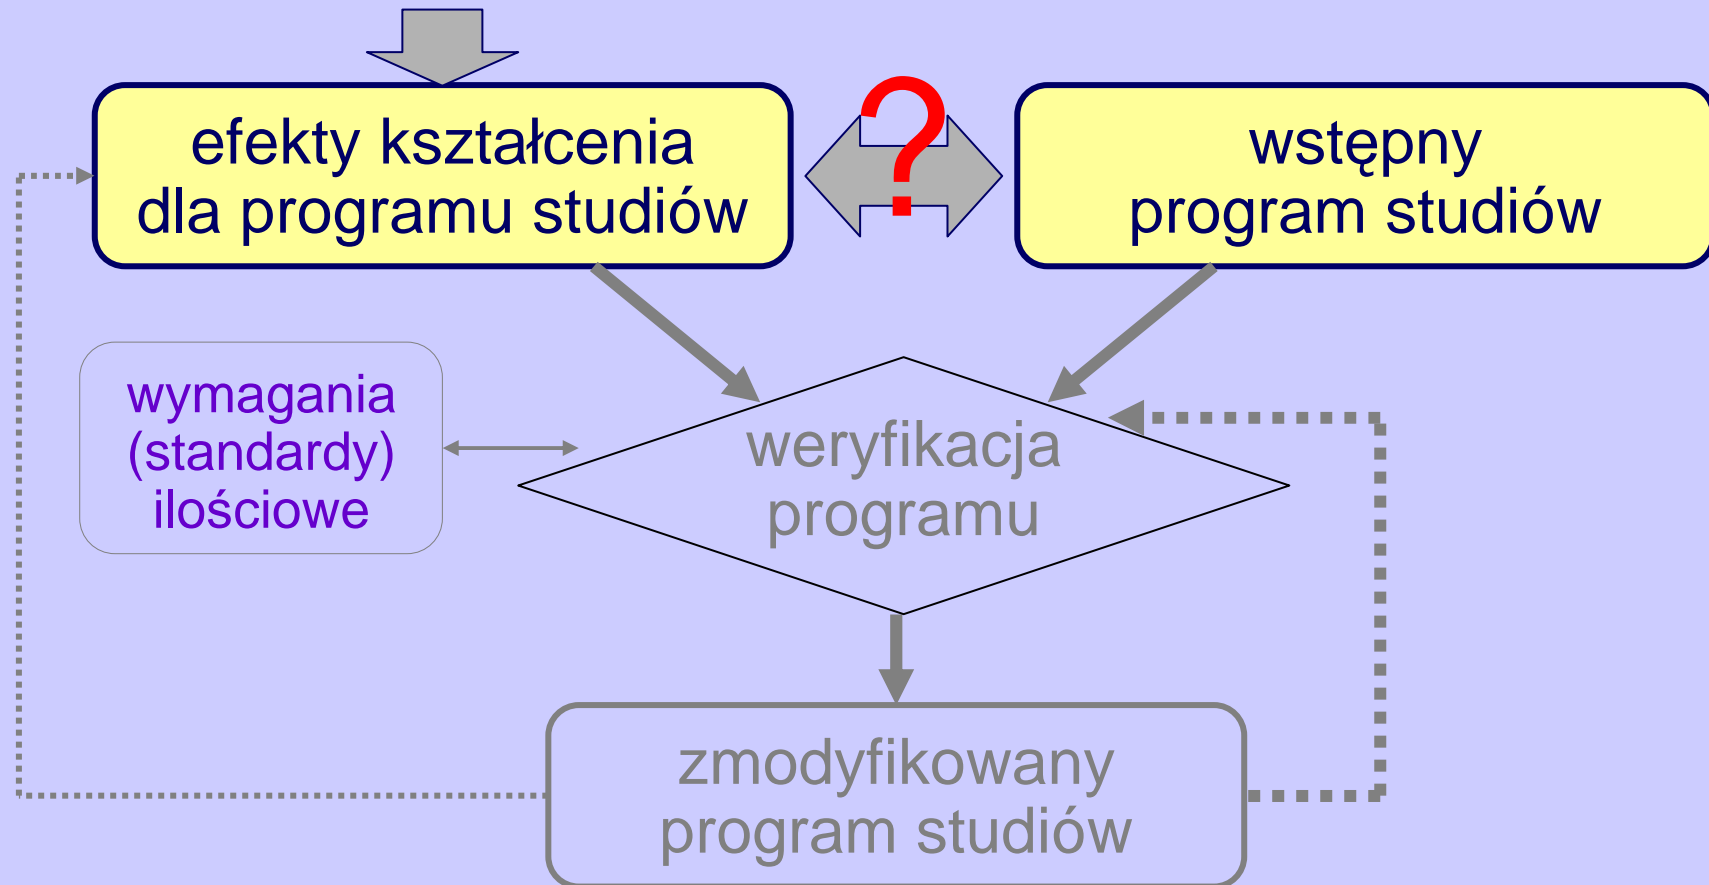 efekty kształcenia
dla programu studiów
?
wstępny
program studiów
wymagania
(standardy)
ilościowe
weryfikacja
programu
zmodyfikowany
program studiów